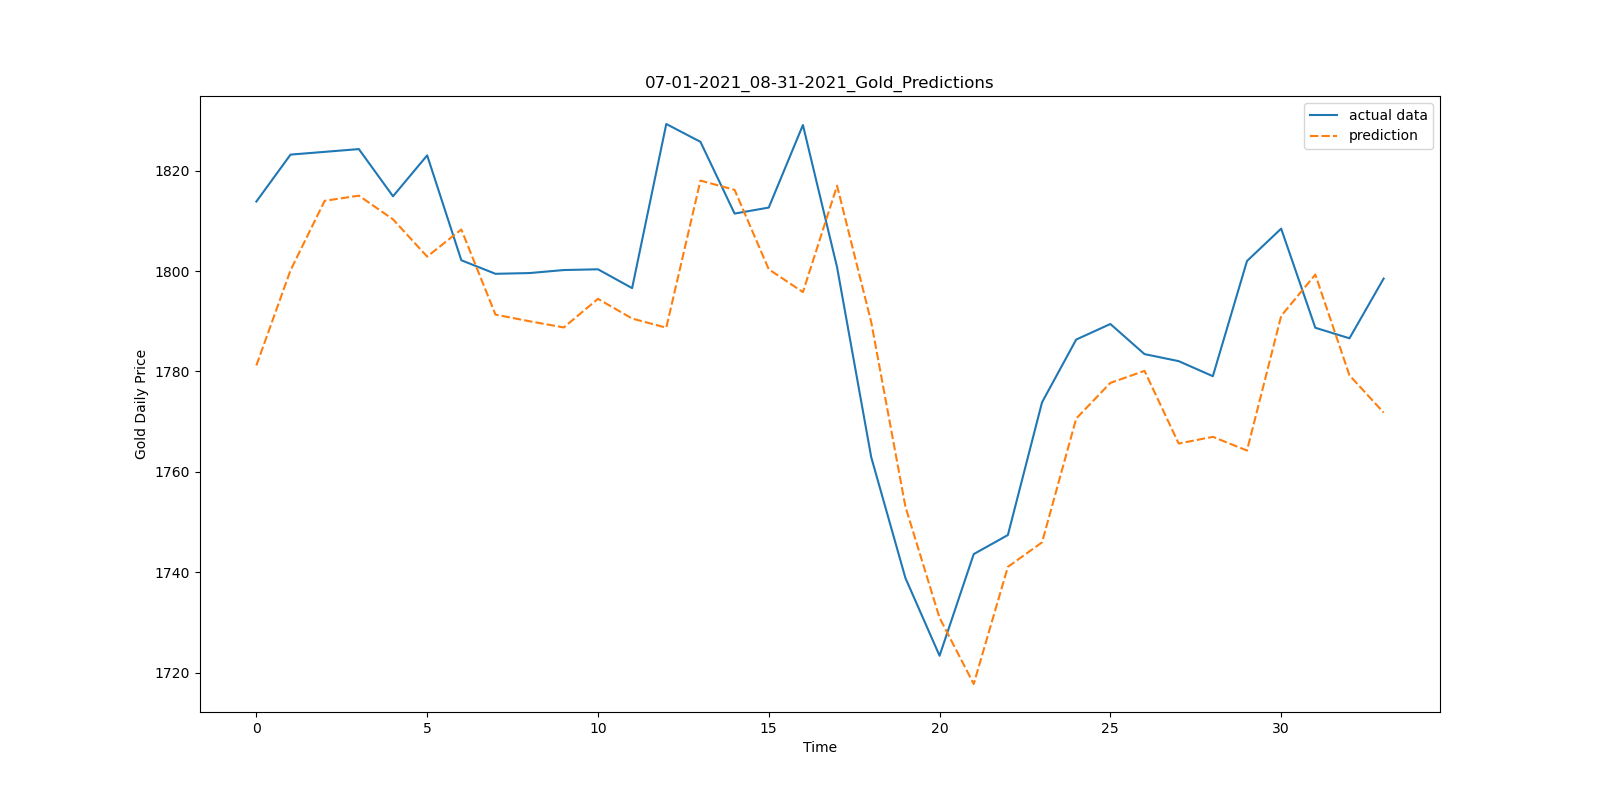 07-01-2021_08-31-2021_Gold_Predictions
actual data
prediction
Gold Daily Price
1820
1800
1780
1760
1740
1720
0 5 10 15 20 25 30
Time